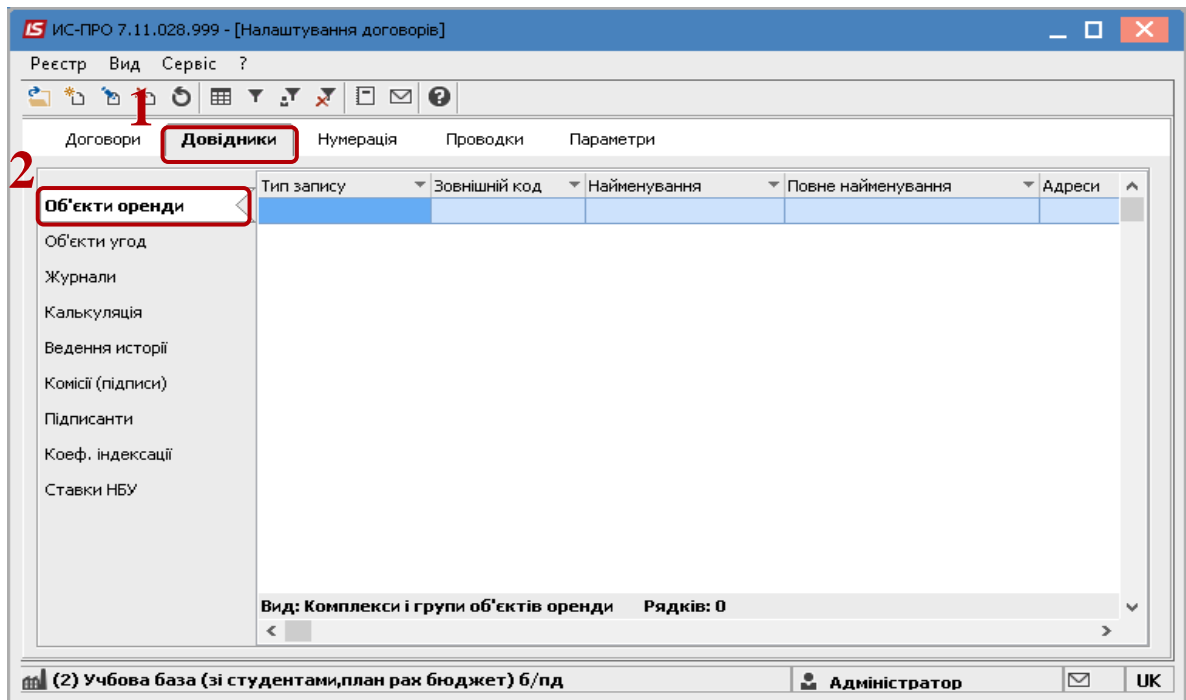 ИС-ПРО 7.11.028.999 - [Налаштування договорів]
Реєстр Вид Сервіс ?
1
Договори Довідники Нумерація Проводки Параметри
2
Тип запису Зовнішній код Найменування Повне найменування Адреси
Об'єкти оренди
Об'єкти угод
Журнали
Калькуляція
Ведення исторії
Комісії (підписи)
Підписанти
Коеф. індексації
Ставки НБУ
Вид: Комплекси і групи об'єктів оренди Рядків: 0
(2) Учбова база (зі студентами,план рах бюджет) б/пд Адміністратор UK